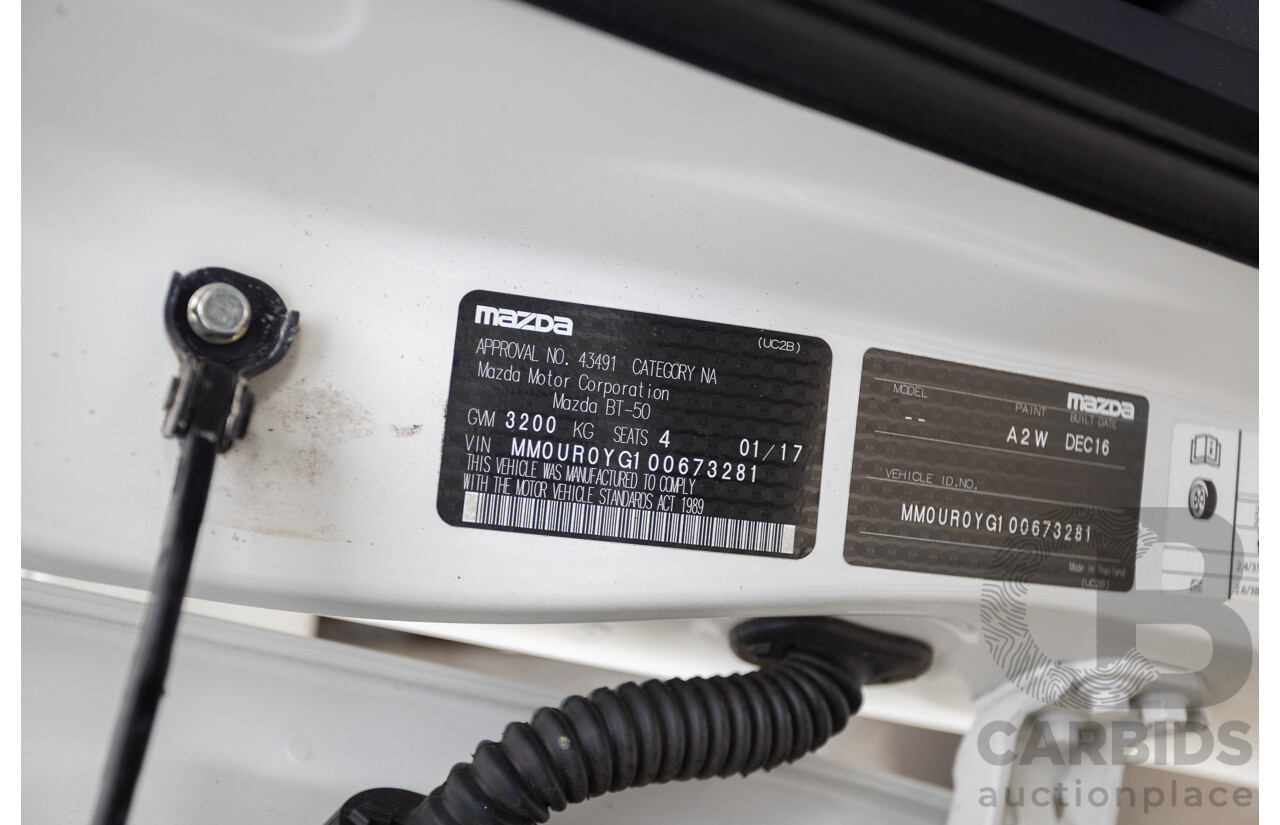 mazda
(UC2B)
APPROVAL NO. 43491 CATEGORY NA
Mazda Motor Corporation
Mazda BT-50
GVM 3200 KG SEATS 4 01/17
VIN MM0UR0YG100673281
THIS VEHICLE WAS MANUFACTURED TO COMPLY
WITH THE MOTOR VEHICLE STANDARDS ACT 1989
mazda
MODEL PAINT BUILT DATE
-- A2W DEC16
VEHICLE ID.NO.
MM0UR0YG100673281
Made in Thailand
(UC2B)
CB
CARBIDS
auctionplace